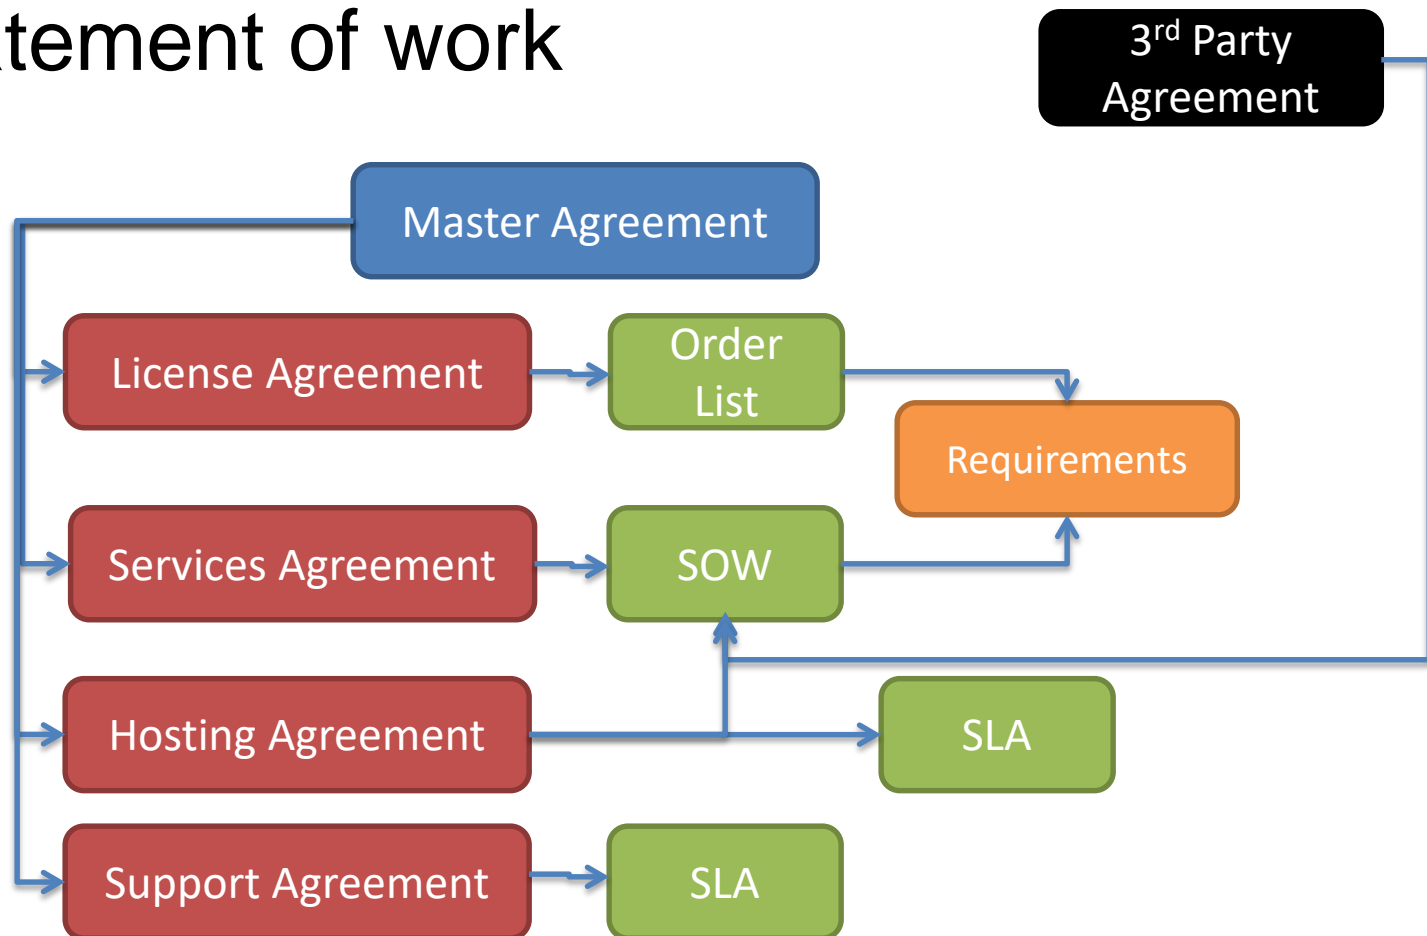 tement of work
3rd Party
Agreement
Master Agreement
License Agreement
Order
List
Requirements
Services Agreement
SOW
Hosting Agreement
SLA
Support Agreement
SLA